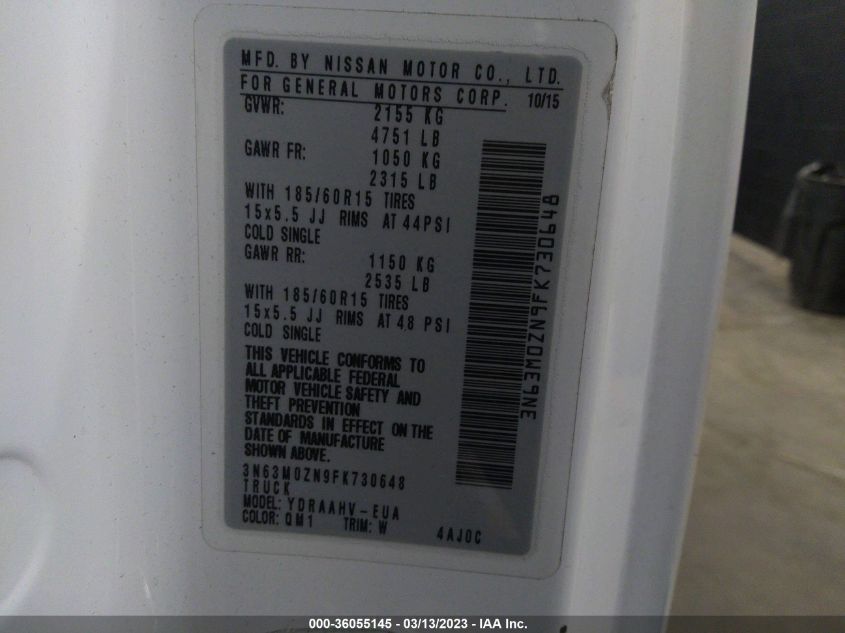 MFD. BY NISSAN MOTOR CO., LTD.
FOR GENERAL MOTORS CORP. 10/15
GVWR: 2155 KG
4751 LB
GAWR FR: 1050 KG
2315 LB
WITH 185/60R15 TIRES
15x5.5 JJ RIMS AT 44PSI
COLD SINGLE
GAWR RR: 1150 KG
2535 LB
WITH 185/60R15 TIRES
15x5.5 JJ RIMS AT 48 PSI
COLD SINGLE
THIS VEHICLE CONFORMS TO
ALL APPLICABLE FEDERAL
MOTOR VEHICLE SAFETY AND
THEFT PREVENTION
STANDARDS IN EFFECT ON THE
DATE OF MANUFACTURE
SHOWN ABOVE.
3N63M0ZN9FK730648
TRUCK
MODEL: YDRAAHV-EUA
COLOR: QM1 TRIM: W 4AJ0C
3N63M0ZN9FK730648
000-36055145 - 03/13/2023 - IAA Inc.